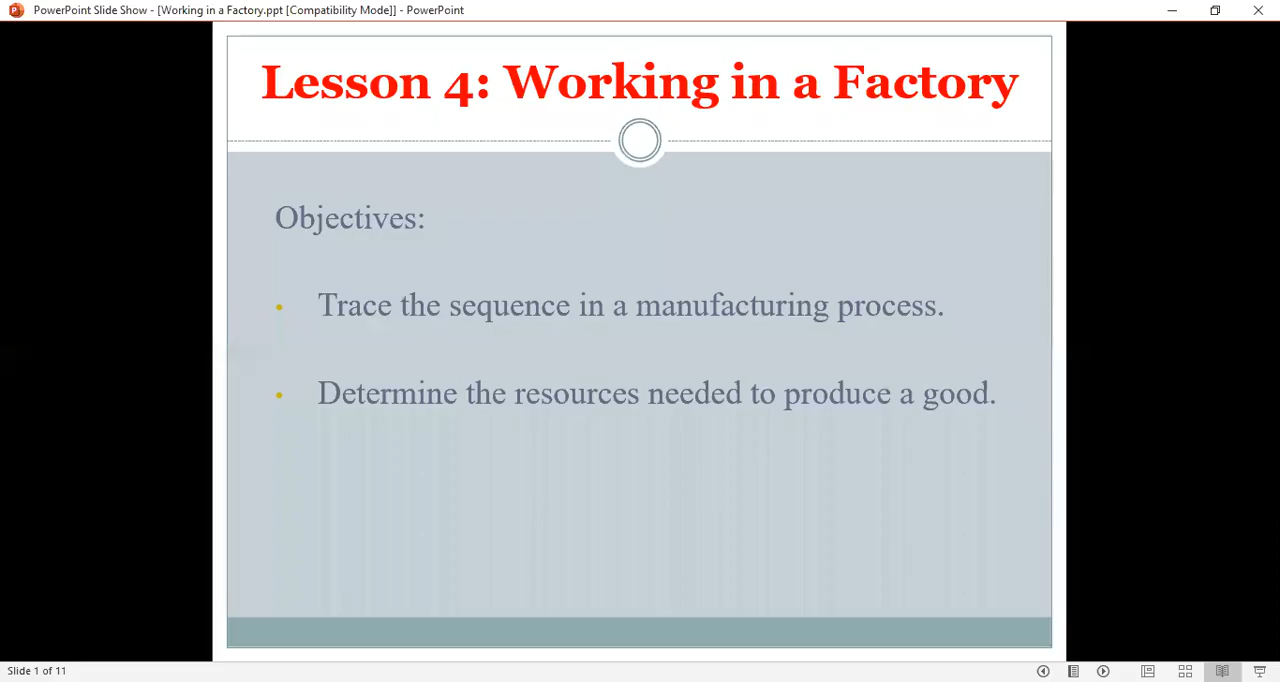 PowerPoint Slide Show - [Working in a Factory.ppt [Compatibility Mode]] - PowerPoint
Lesson 4: Working in a Factory
Objectives:
• Trace the sequence in a manufacturing process.
• Determine the resources needed to produce a good.
Slide 1 of 11